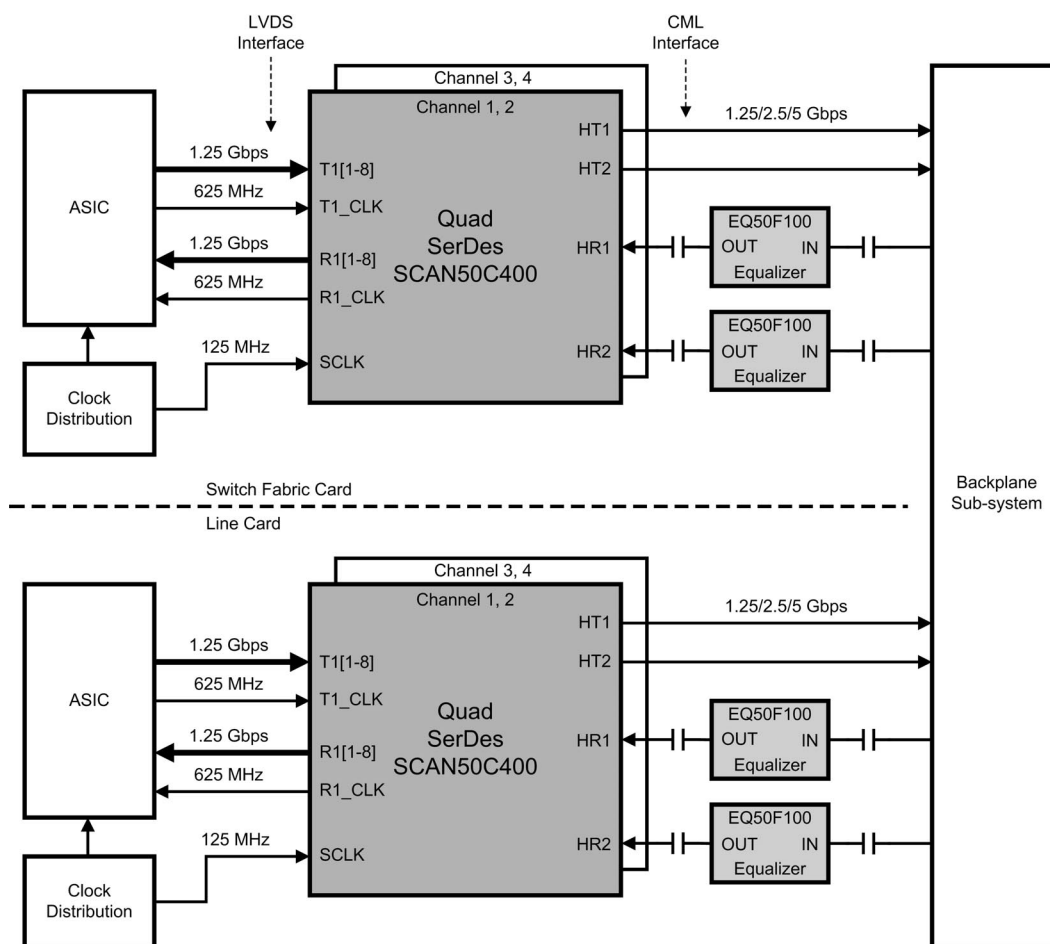 LVDS
Interface
CML
Interface
Channel 3, 4
Channel 1, 2
HT1
1.25/2.5/5 Gbps
1.25 Gbps
T1[1-8]
HT2
ASIC
625 MHz
T1_CLK
Quad
SerDes
SCAN50C400
EQ50F100
1.25 Gbps
R1[1-8]
HR1
OUT
IN
Equalizer
625 MHz
R1_CLK
EQ50F100
125 MHz
SCLK
HR2
OUT
IN
Equalizer
Clock
Distribution
Switch Fabric Card
Line Card
Backplane
Sub-system
Channel 3, 4
Channel 1, 2
HT1
1.25/2.5/5 Gbps
1.25 Gbps
T1[1-8]
HT2
ASIC
625 MHz
T1_CLK
Quad
SerDes
SCAN50C400
EQ50F100
1.25 Gbps
R1[1-8]
HR1
OUT
IN
Equalizer
625 MHz
R1_CLK
EQ50F100
125 MHz
SCLK
HR2
OUT
IN
Equalizer
Clock
Distribution